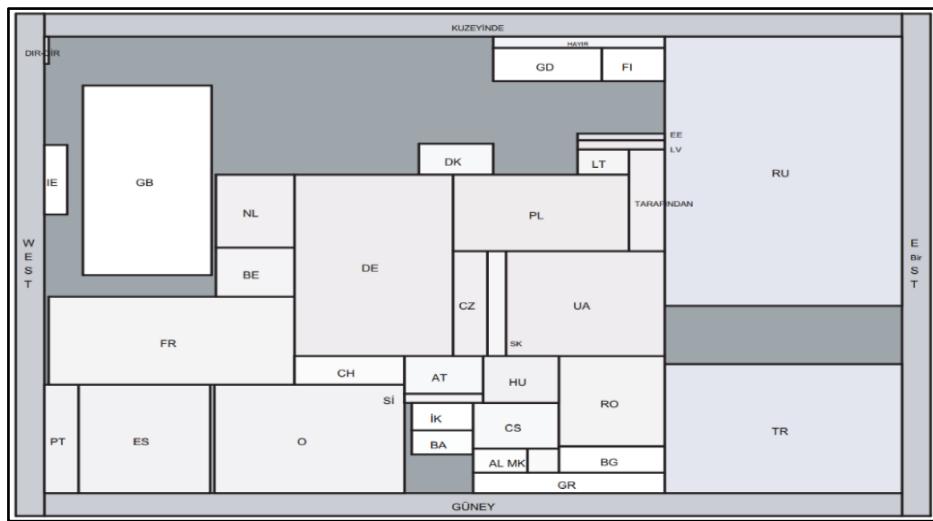 KUZEYİNDE
HAYIR
DIR-DİR
GD
FI
EE
LV
DK
LT
RU
IE
GB
NL
PL
TARAFINDAN
WEST
E Bir S T
BE
DE
CZ
UA
FR
SK
CH
AT
HU
Sİ
RO
İK
CS
TR
PT
ES
O
BA
AL MK
BG
GR
GÜNEY